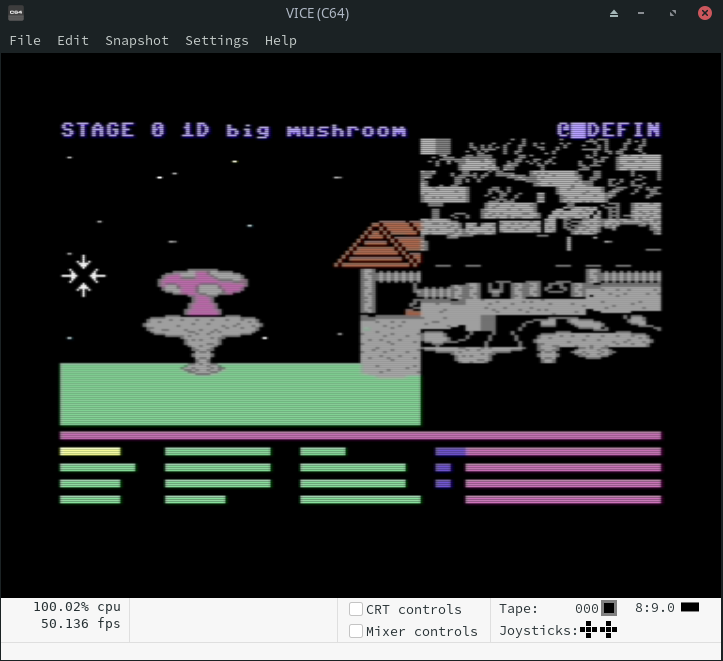 C64
VICE (C64)
File Edit Snapshot Settings Help
STAGE 0 iD big mushroom
@ DEFIN
100.02% cpu
50.136 fps
CRT controls
Mixer controls
Tape: 000
8:9.0
Joysticks: